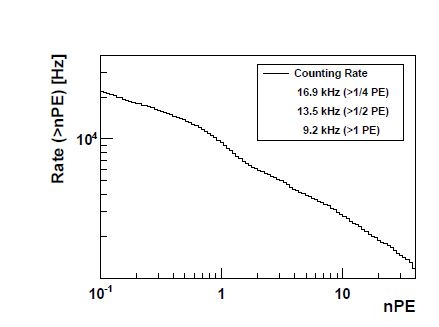 Rate (>nPE) [Hz]
Counting Rate
16.9 kHz (>1/4 PE)
13.5 kHz (>1/2 PE)
9.2 kHz (>1 PE)
10⁴
10⁻¹ 1 10
nPE